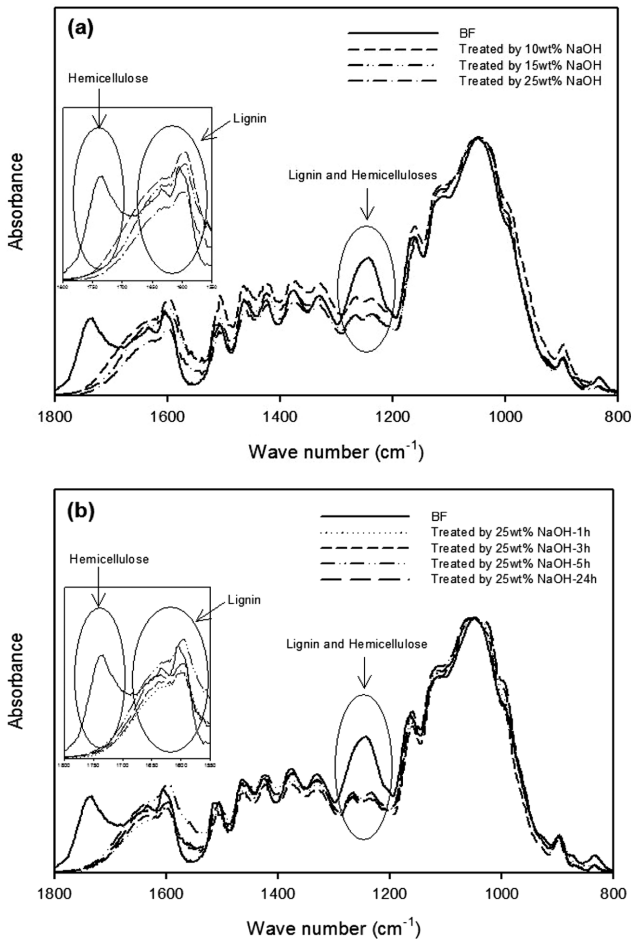 (a)
BF
Treated by 10wt% NaOH
Treated by 15wt% NaOH
Treated by 25wt% NaOH
Hemicellulose
Lignin
Lignin and Hemicelluloses
Absorbance
1800 1600 1400 1200 1000 800
Wave number (cm⁻¹)
(b)
BF
Treated by 25wt% NaOH-1h
Treated by 25wt% NaOH-3h
Treated by 25wt% NaOH-5h
Treated by 25wt% NaOH-24h
Hemicellulose
Lignin
Lignin and Hemicellulose
Absorbance
1800 1600 1400 1200 1000 800
Wave number (cm⁻¹)